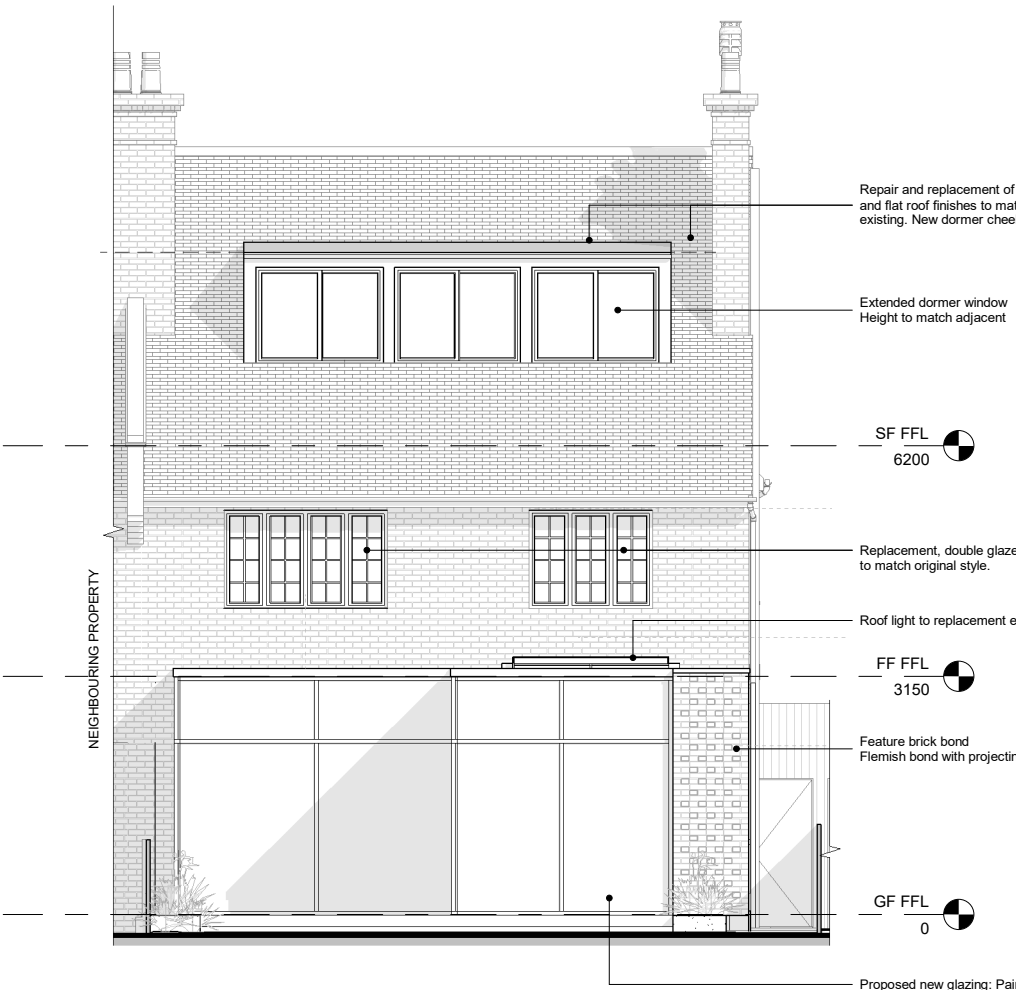 Repair and replacement of
and flat roof finishes to mat
existing. New dormer chee
Extended dormer window
Height to match adjacent
SF FFL
6200
Replacement, double glaze
to match original style.
Roof light to replacement e
FF FFL
3150
NEIGHBOURING PROPERTY
Feature brick bond
Flemish bond with projectin
GF FFL
0
Proposed new glazing: Pain